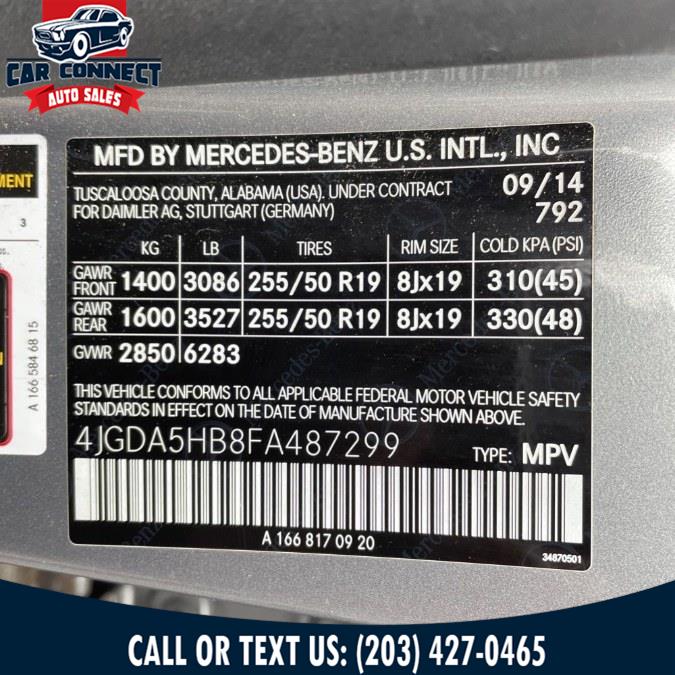 CAR CONNECT
AUTO SALES
MENT
3
A 166 584 68 15
MFD BY MERCEDES-BENZ U.S. INTL., INC
TUSCALOOSA COUNTY, ALABAMA (USA). UNDER CONTRACT
FOR DAIMLER AG, STUTTGART (GERMANY)
09/14
792
KG LB TIRES RIM SIZE COLD KPA (PSI)
GAWR FRONT 1400 3086 255/50 R19 8Jx19 310(45)
GAWR REAR 1600 3527 255/50 R19 8Jx19 330(48)
GVWR 2850 6283
THIS VEHICLE CONFORMS TO ALL APPLICABLE FEDERAL MOTOR VEHICLE SAFETY
STANDARDS IN EFFECT ON THE DATE OF MANUFACTURE SHOWN ABOVE.
4JGDA5HB8FA487299
TYPE: MPV
A 166 817 09 20
34870501
CALL OR TEXT US: (203) 427-0465